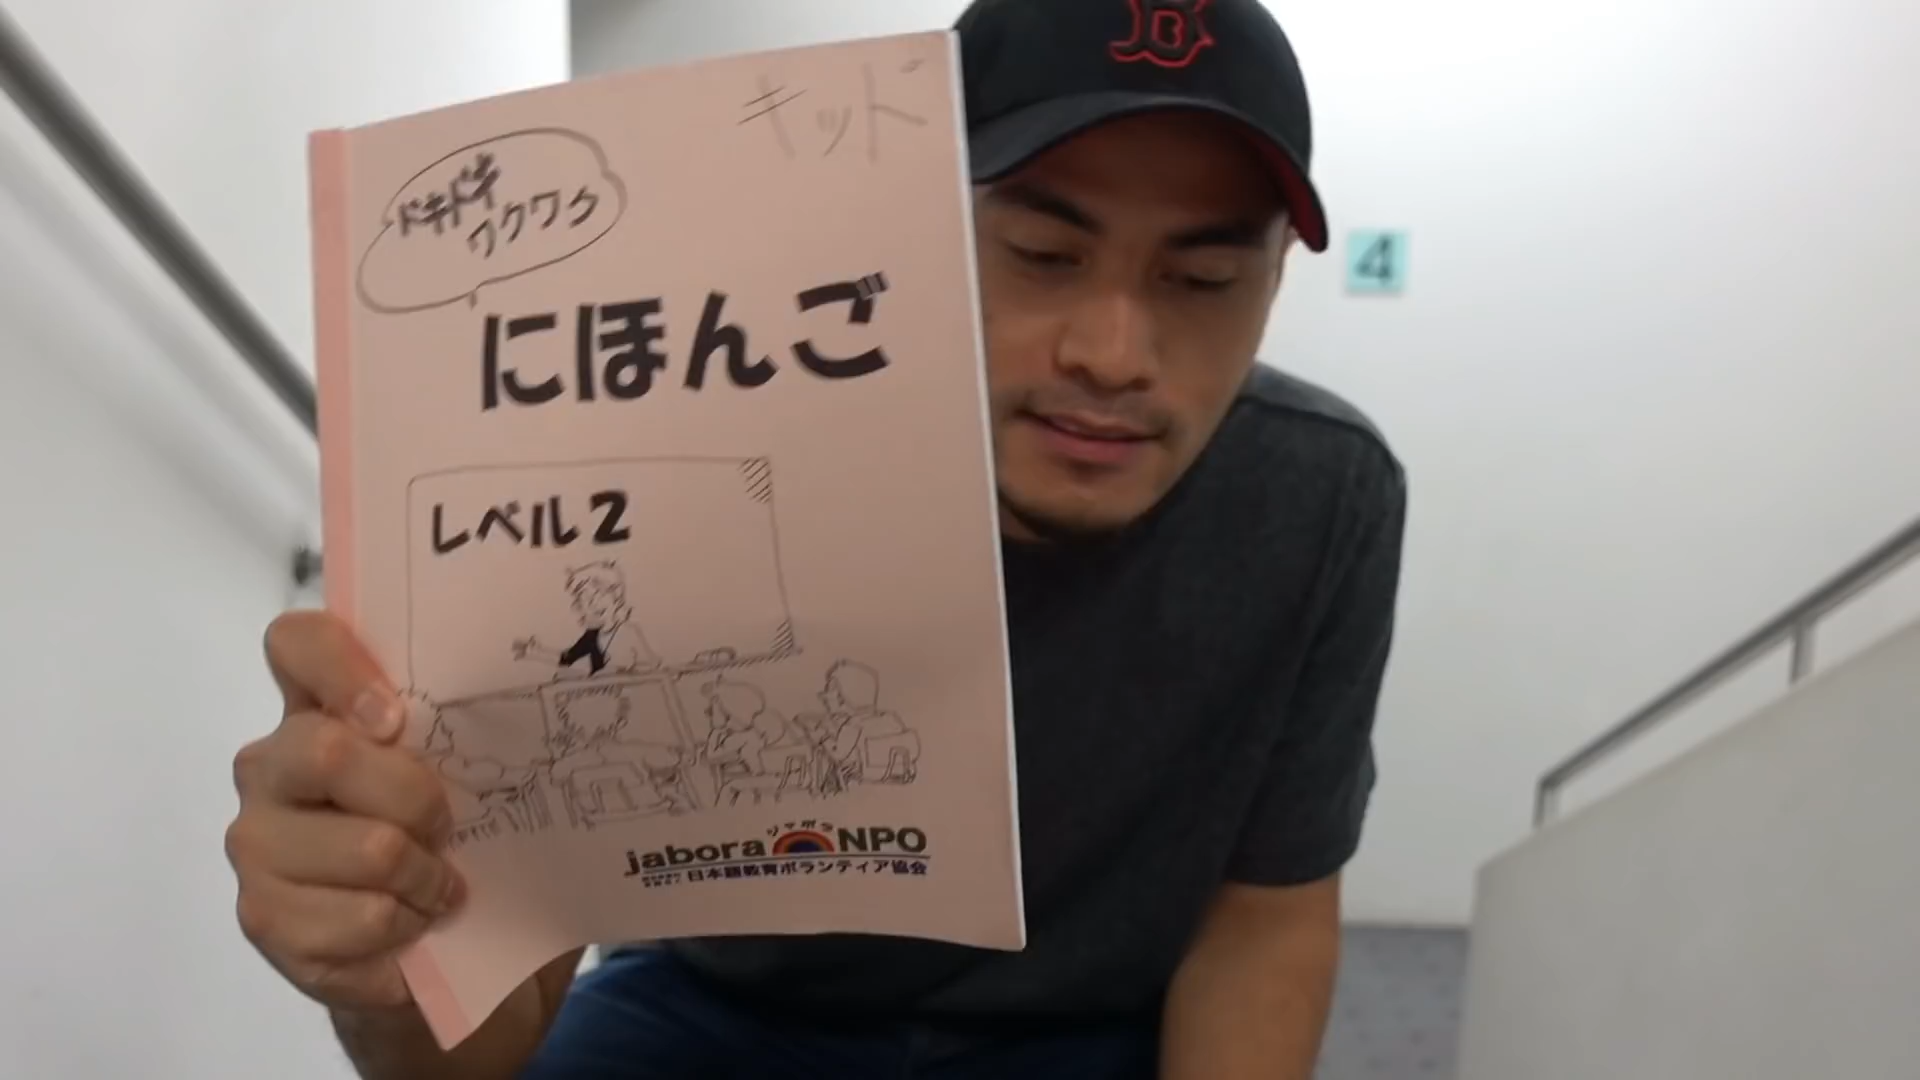 キッド
ドキドキ
ワクワク
にほんご
レベル2
ジャボラ
jabora NPO
日本語教育ボランティア協会
B
4